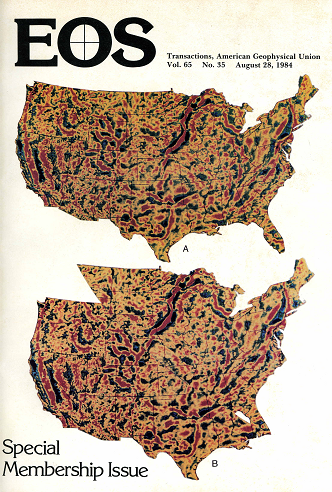 EOS
Transactions, American Geophysical Union
Vol. 65 No. 35 August 28, 1984
A
B
Special
Membership Issue